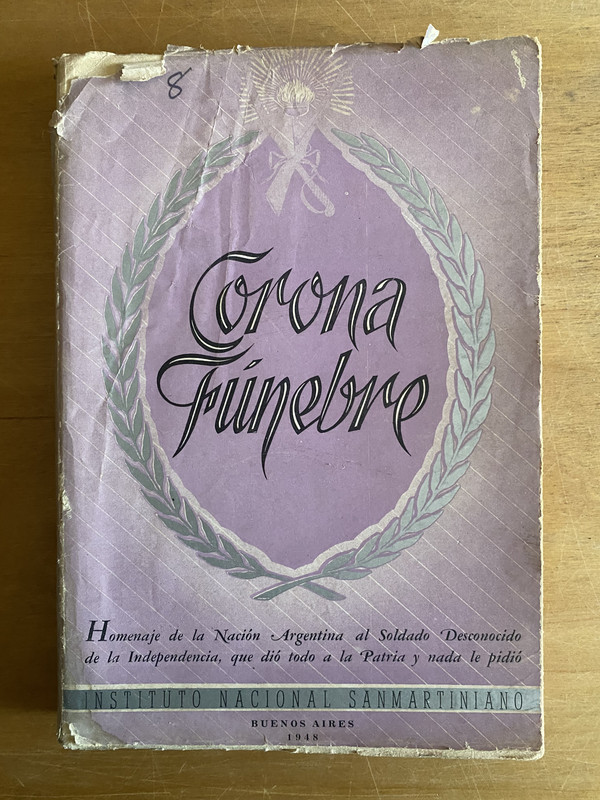 8
Corona
Fúnebre
Homenaje de la Nación Argentina al Soldado Desconocido
de la Independencia, que dió todo a la Patria y nada le pidió
INSTITUTO NACIONAL SANMARTINIANO
BUENOS AIRES
1948